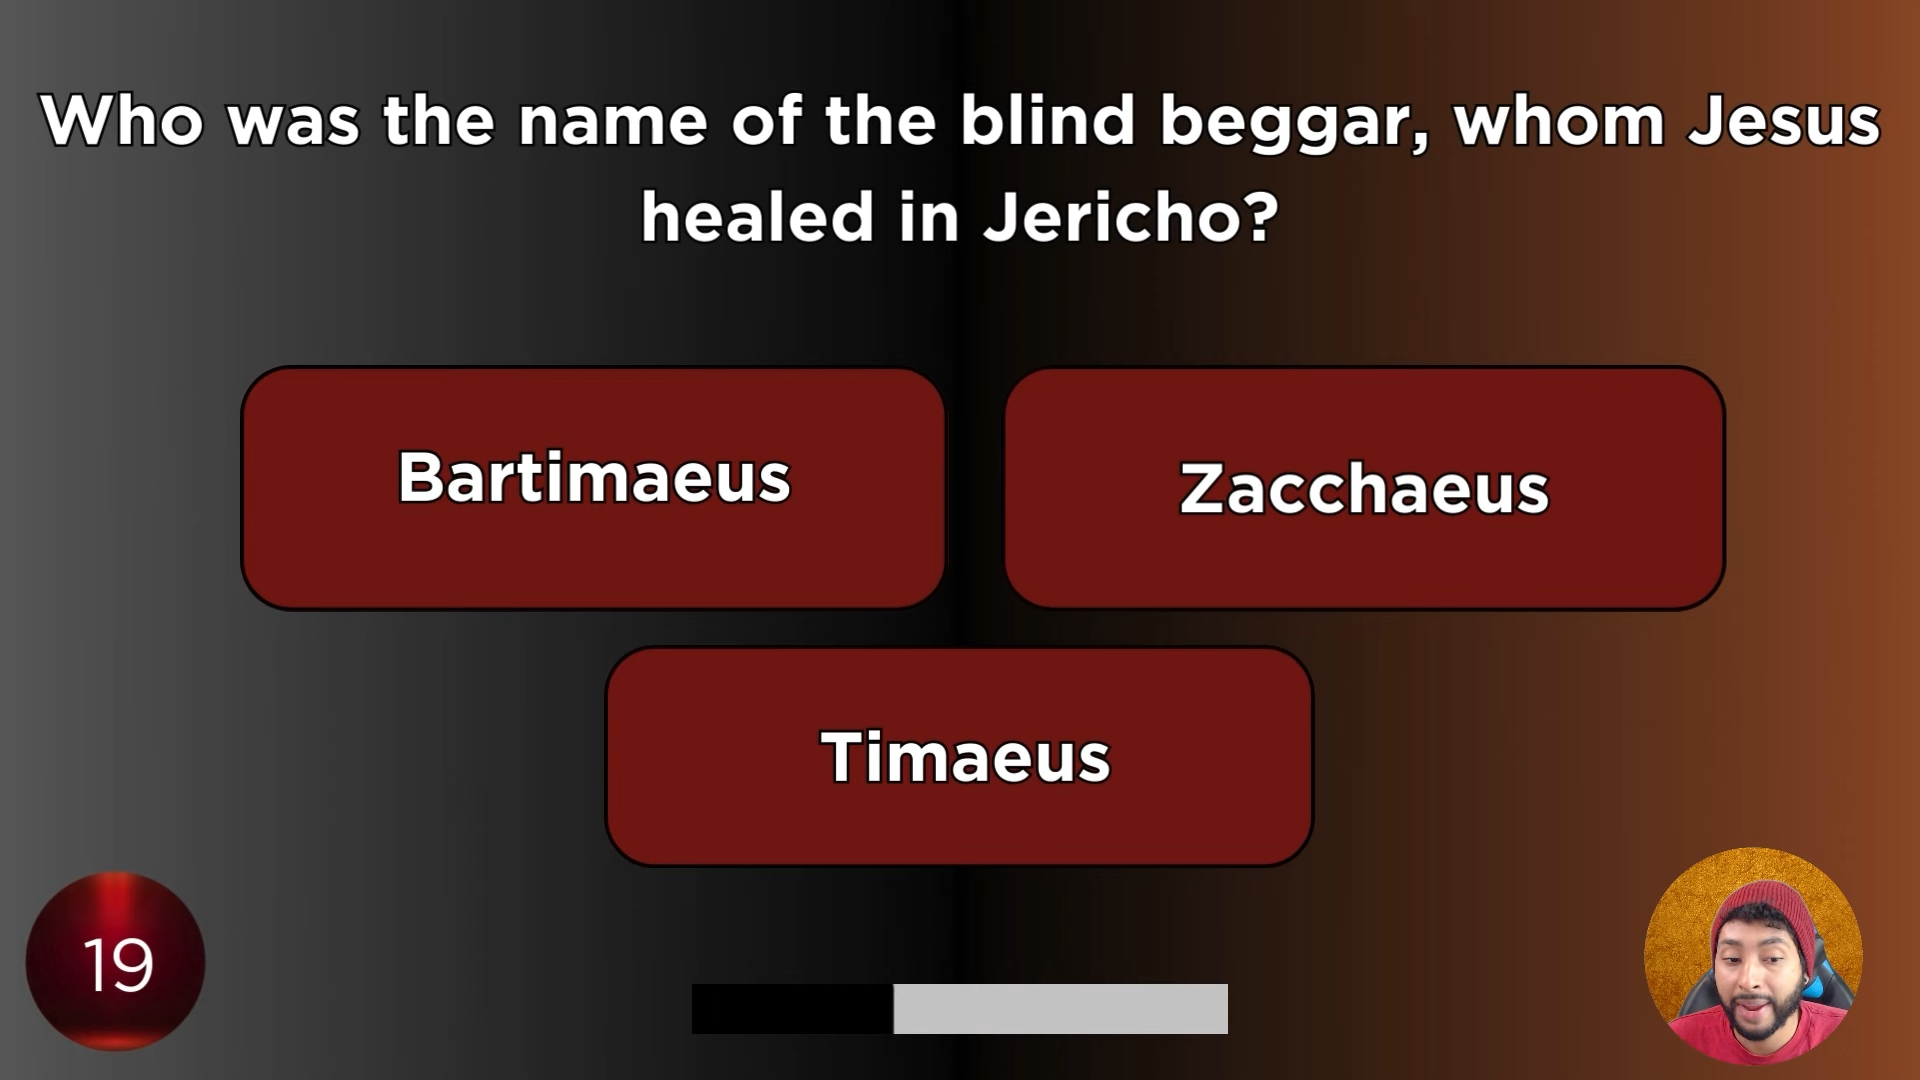 Who was the name of the blind beggar, whom Jesus
healed in Jericho?
Bartimaeus
Zacchaeus
Timaeus
19